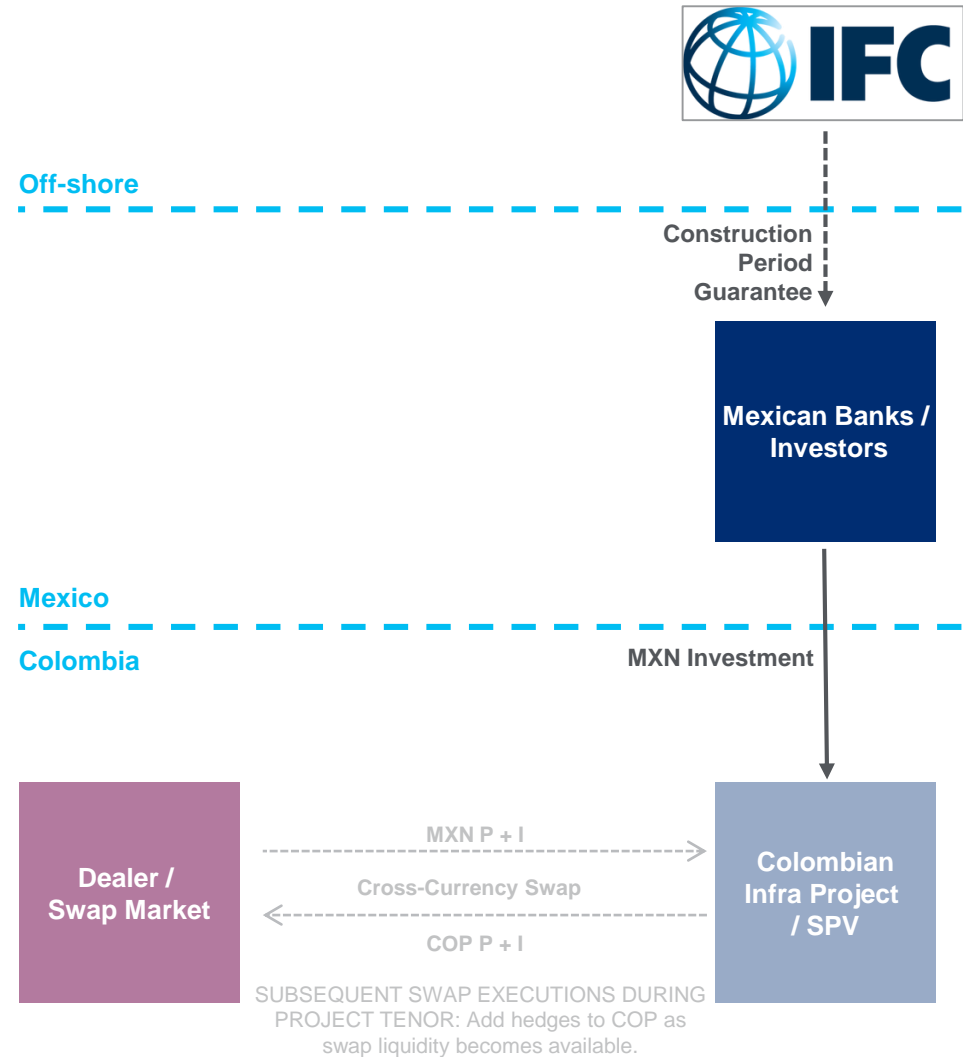 IFC
Off-shore
Construction
Period
Guarantee
Mexican Banks /
Investors
Mexico
Colombia
MXN Investment
Dealer /
Swap Market
MXN P + I
Cross-Currency Swap
COP P + I
Colombian
Infra Project
/ SPV
SUBSEQUENT SWAP EXECUTIONS DURING
PROJECT TENOR: Add hedges to COP as
swap liquidity becomes available.